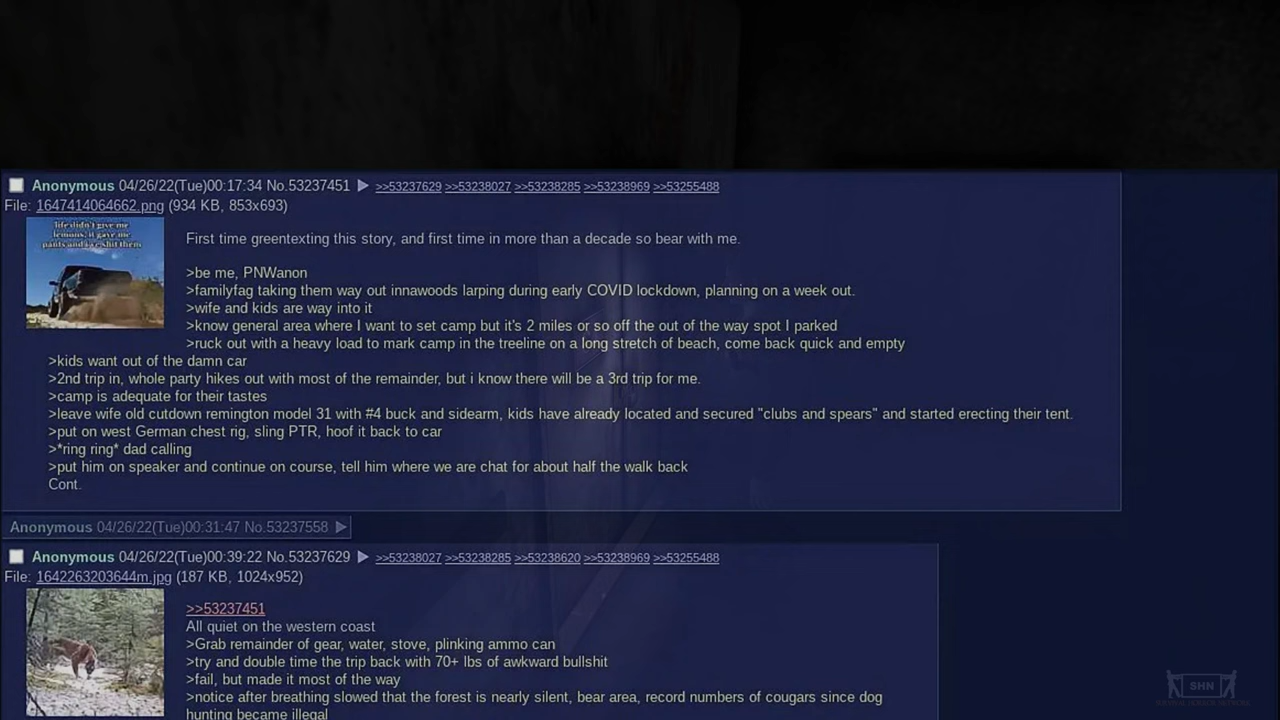 Anonymous 04/26/22(Tue)00:17:34 No.53237451 ▶ >>53237629 >>53238027 >>53238285 >>53238969 >>53255488
File: 1647414064662.png (934 KB, 853x693)
life didn't give me
lemons, it gave me
pants and i've shit them
First time greentexting this story, and first time in more than a decade so bear with me.
>be me, PNWanon
>familyfag taking them way out innawoods larping during early COVID lockdown, planning on a week out.
>wife and kids are way into it
>know general area where I want to set camp but it's 2 miles or so off the out of the way spot I parked
>ruck out with a heavy load to mark camp in the treeline on a long stretch of beach, come back quick and empty
>kids want out of the damn car
>2nd trip in, whole party hikes out with most of the remainder, but i know there will be a 3rd trip for me.
>camp is adequate for their tastes
>leave wife old cutdown remington model 31 with #4 buck and sidearm, kids have already located and secured "clubs and spears" and started erecting their tent.
>put on west German chest rig, sling PTR, hoof it back to car
>*ring ring* dad calling
>put him on speaker and continue on course, tell him where we are chat for about half the walk back
Cont.
Anonymous 04/26/22(Tue)00:31:47 No.53237558 ▶
Anonymous 04/26/22(Tue)00:39:22 No.53237629 ▶ >>53238027 >>53238285 >>53238620 >>53238969 >>53255488
File: 1642263203644m.jpg (187 KB, 1024x952)
>>53237451
All quiet on the western coast
>Grab remainder of gear, water, stove, plinking ammo can
>try and double time the trip back with 70+ lbs of awkward bullshit
>fail, but made it most of the way
>notice after breathing slowed that the forest is nearly silent, bear area, record numbers of cougars since dog
hunting became illegal
SHN